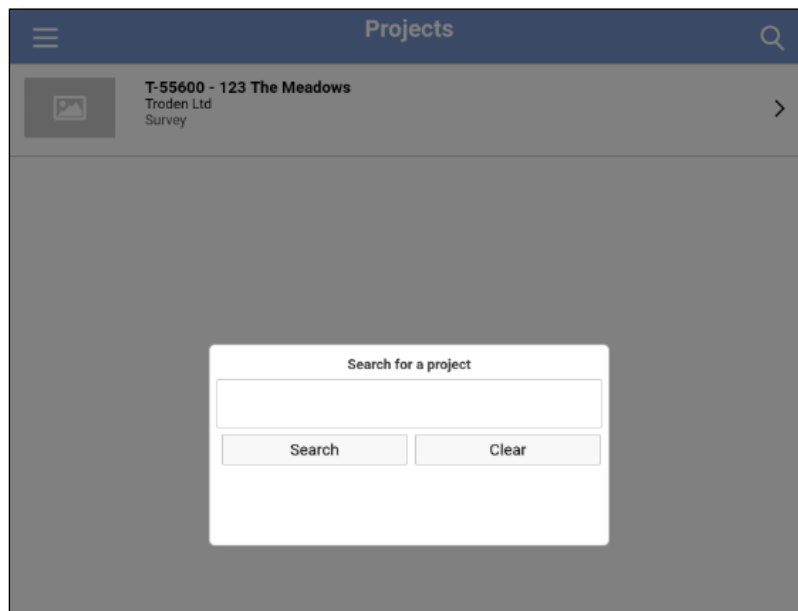 Projects
T-55600 - 123 The Meadows
Troden Ltd
Survey
Search for a project
Search
Clear